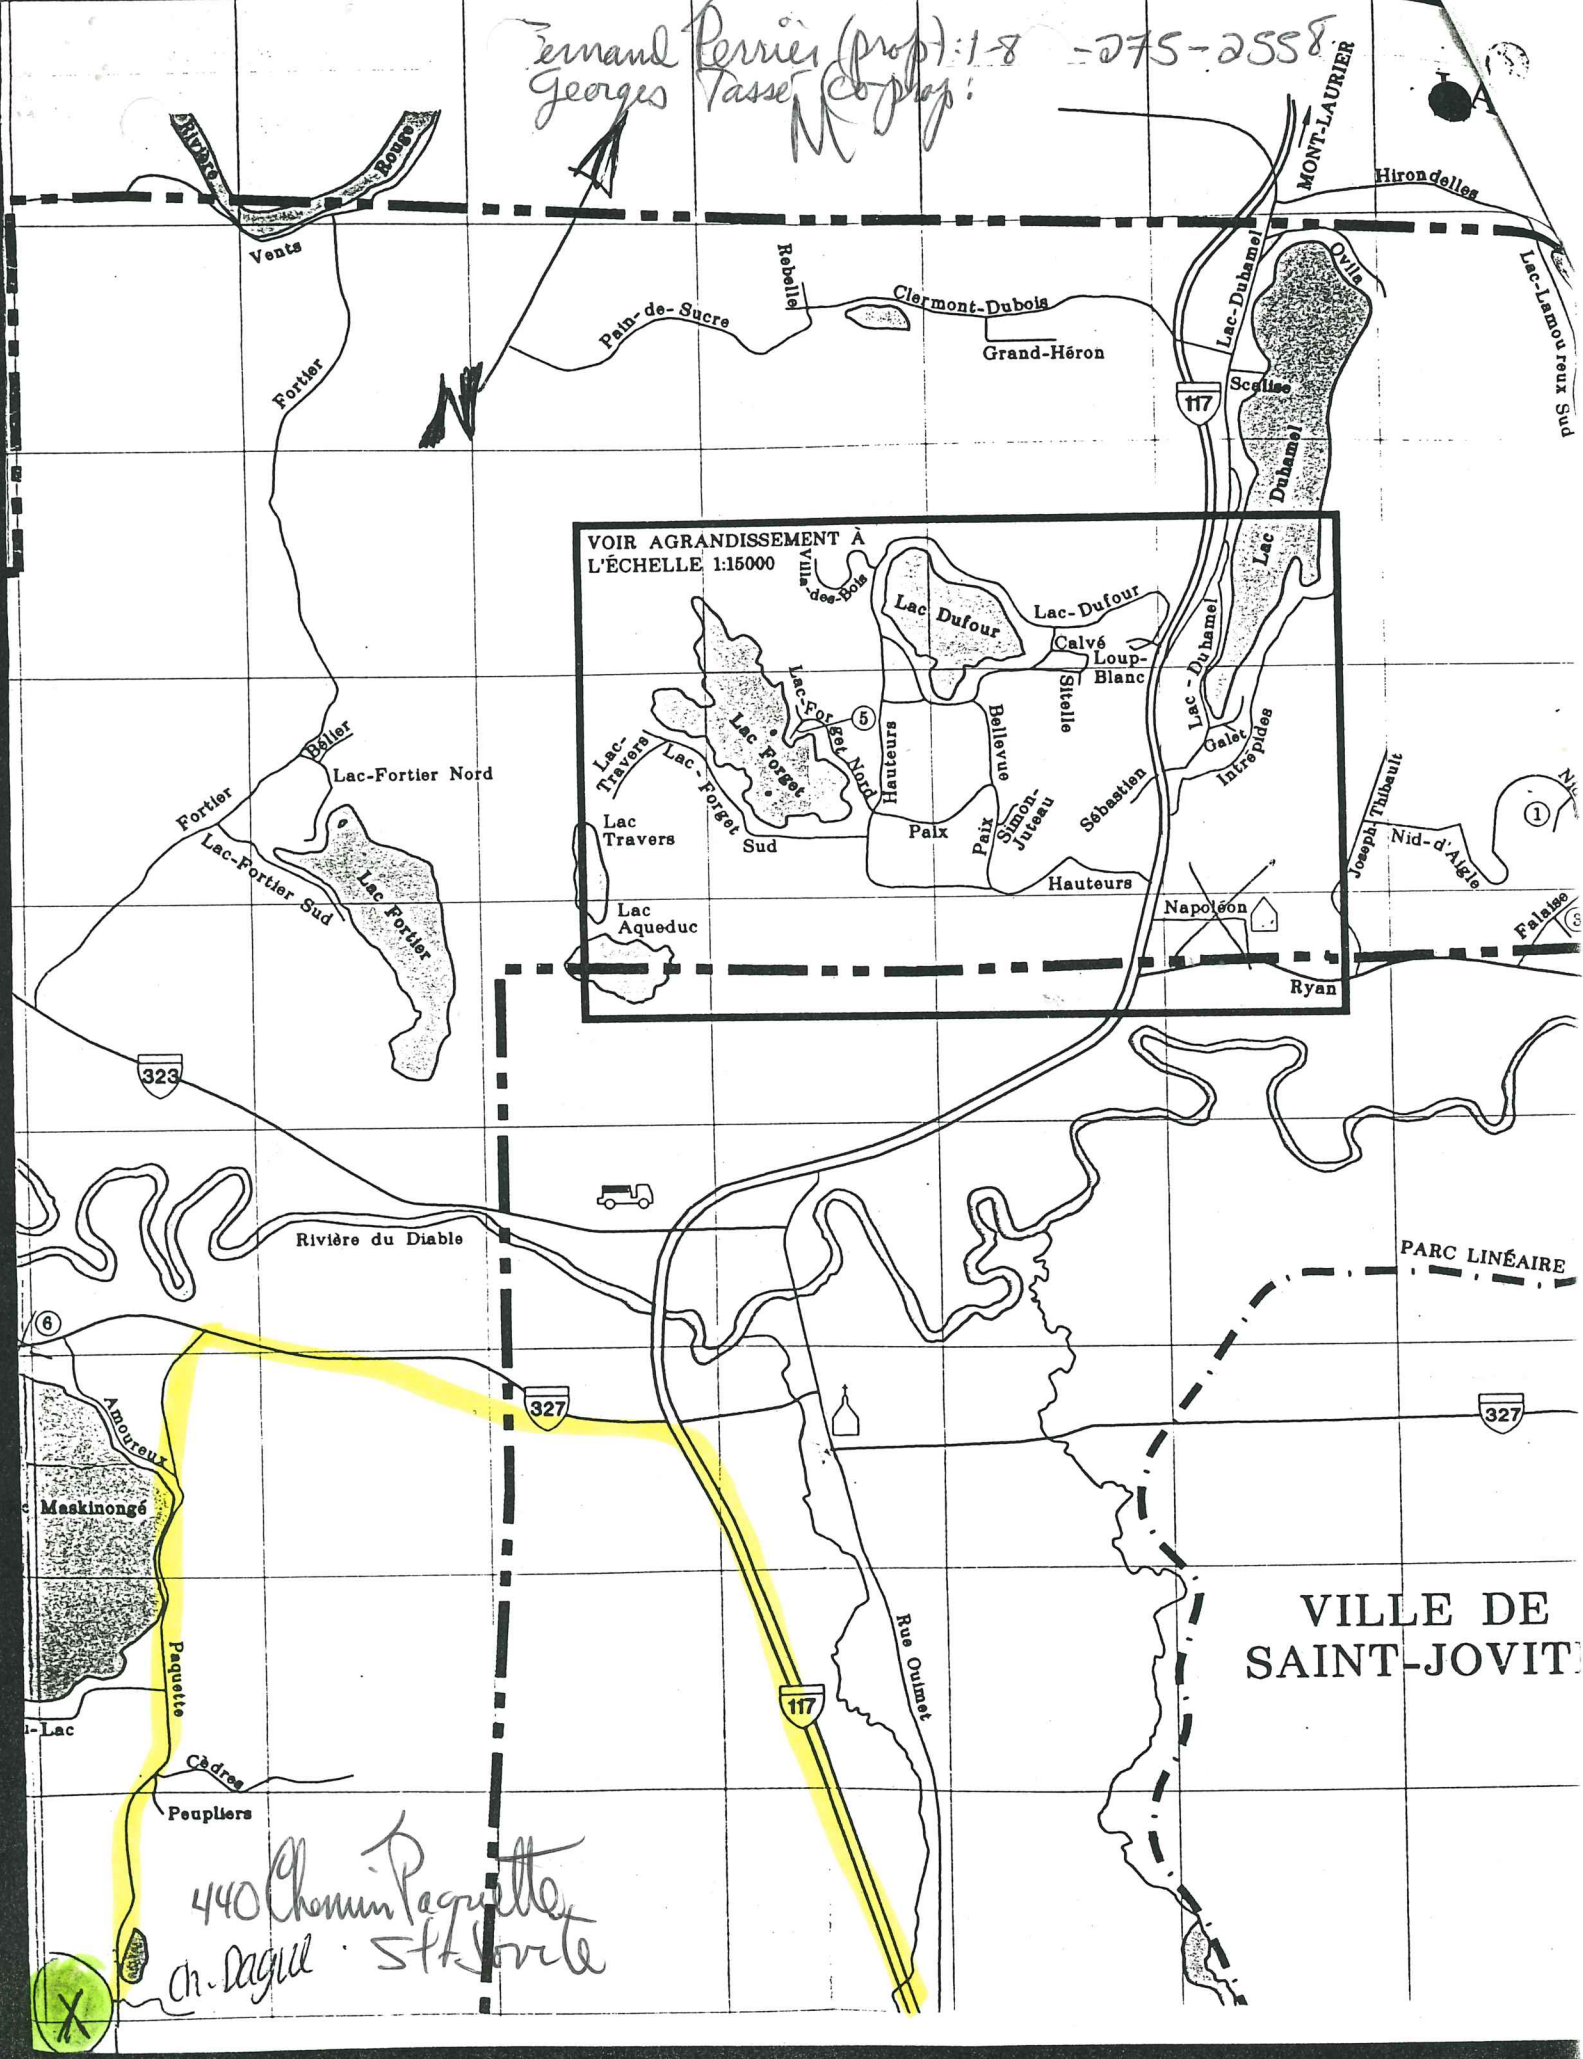 Fernand Perrier (prop): 1-8 -275-2558
Georges Tassé (co-prop:
M
MONT-LAURIER
Rivière
Rouge
Hirondelles
Vents
Rebelle
Lac-Duhamel
Ovila
Lac-Lamoureux Sud
Pain-de-Sucre
Clermont-Dubois
Grand-Héron
Fortier
N
Scalise
117
Lac Duhamel
VOIR AGRANDISSEMENT À
L'ÉCHELLE 1:15000
Villa-des-Bois
Lac Dufour
Lac-Dufour
Calvé
Loup-
Blanc
Sitelle
Lac-Duhamel
Lac-Forget Nord
5
Lac Forget
Hauteurs
Bellevue
Galet
Intrépides
Bélier
Lac-Fortier Nord
Lac-
Travers
Lac-Forget
Sud
Sébastien
Joseph-Thibault
1
Fortier
Lac
Travers
Paix
Paix
Simon-
Juteau
Nid-d'Aigle
Lac-Fortier Sud
Lac Fortier
Hauteurs
Lac
Aqueduc
Napoléon
Falaise
3
Ryan
323
Rivière du Diable
PARC LINÉAIRE
6
327
327
Amoureux
Maskinongé
VILLE DE
SAINT-JOVIT
Paquette
Rue Ouimet
117
-Lac
Cèdres
Peupliers
440 Chemin Paquette
St-Jovite
Ch. Dagul
X